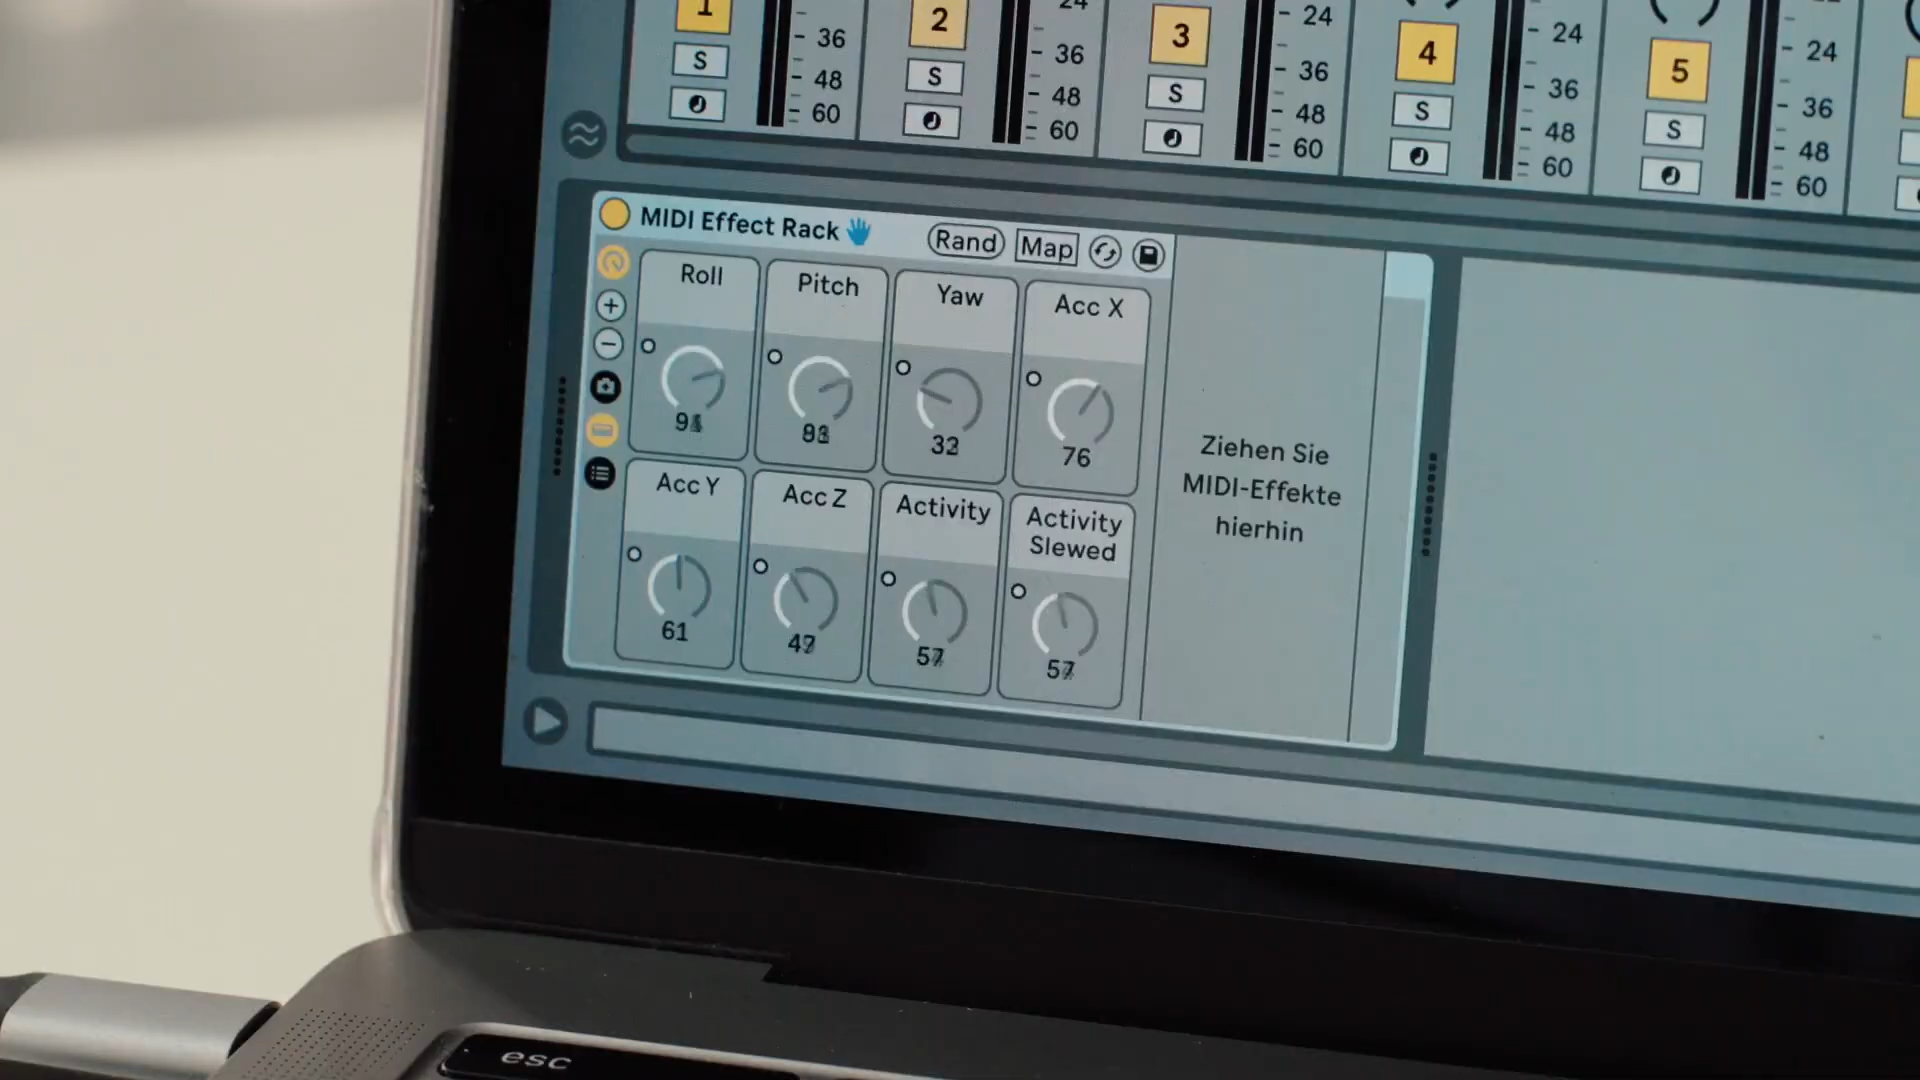 1 2 3 4 5
24 24 24 24
36 36 36 36 36
S S S S S
48 48 48 48 48
60 60 60 60 60
MIDI Effect Rack Rand Map
Roll Pitch Yaw Acc X
76
Acc Y Acc Z Activity Activity Slewed
61
Ziehen Sie
MIDI-Effekte
hierhin
esc